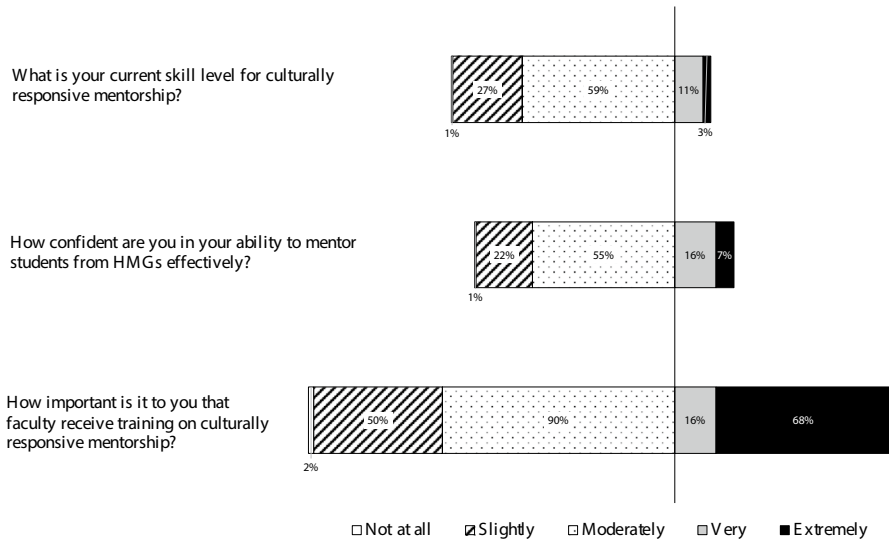 What is your current skill level for culturally
responsive mentorship?
27%
59%
11%
1%
3%
How confident are you in your ability to mentor
students from HMGs effectively?
22%
55%
16%
7%
1%
How important is it to you that
faculty receive training on culturally
responsive mentorship?
50%
90%
16%
68%
2%
Not at all
Slightly
Moderately
Very
Extremely